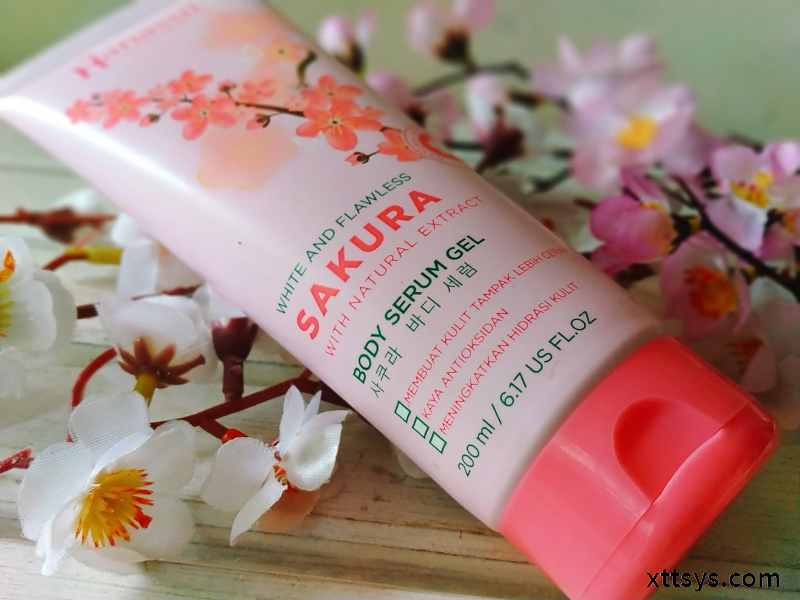 WHITE AND FLAWLESS
SAKURA
WITH NATURAL EXTRACT
BODY SERUM GEL
사쿠라 바디 세럼
MEMBUAT KULIT TAMPAK LEBIH
KAYA ANTIOKSIDAN
MENINGKATKAN HIDRASI KULIT
200 ml / 6.17 US FL.OZ
xttsys.com